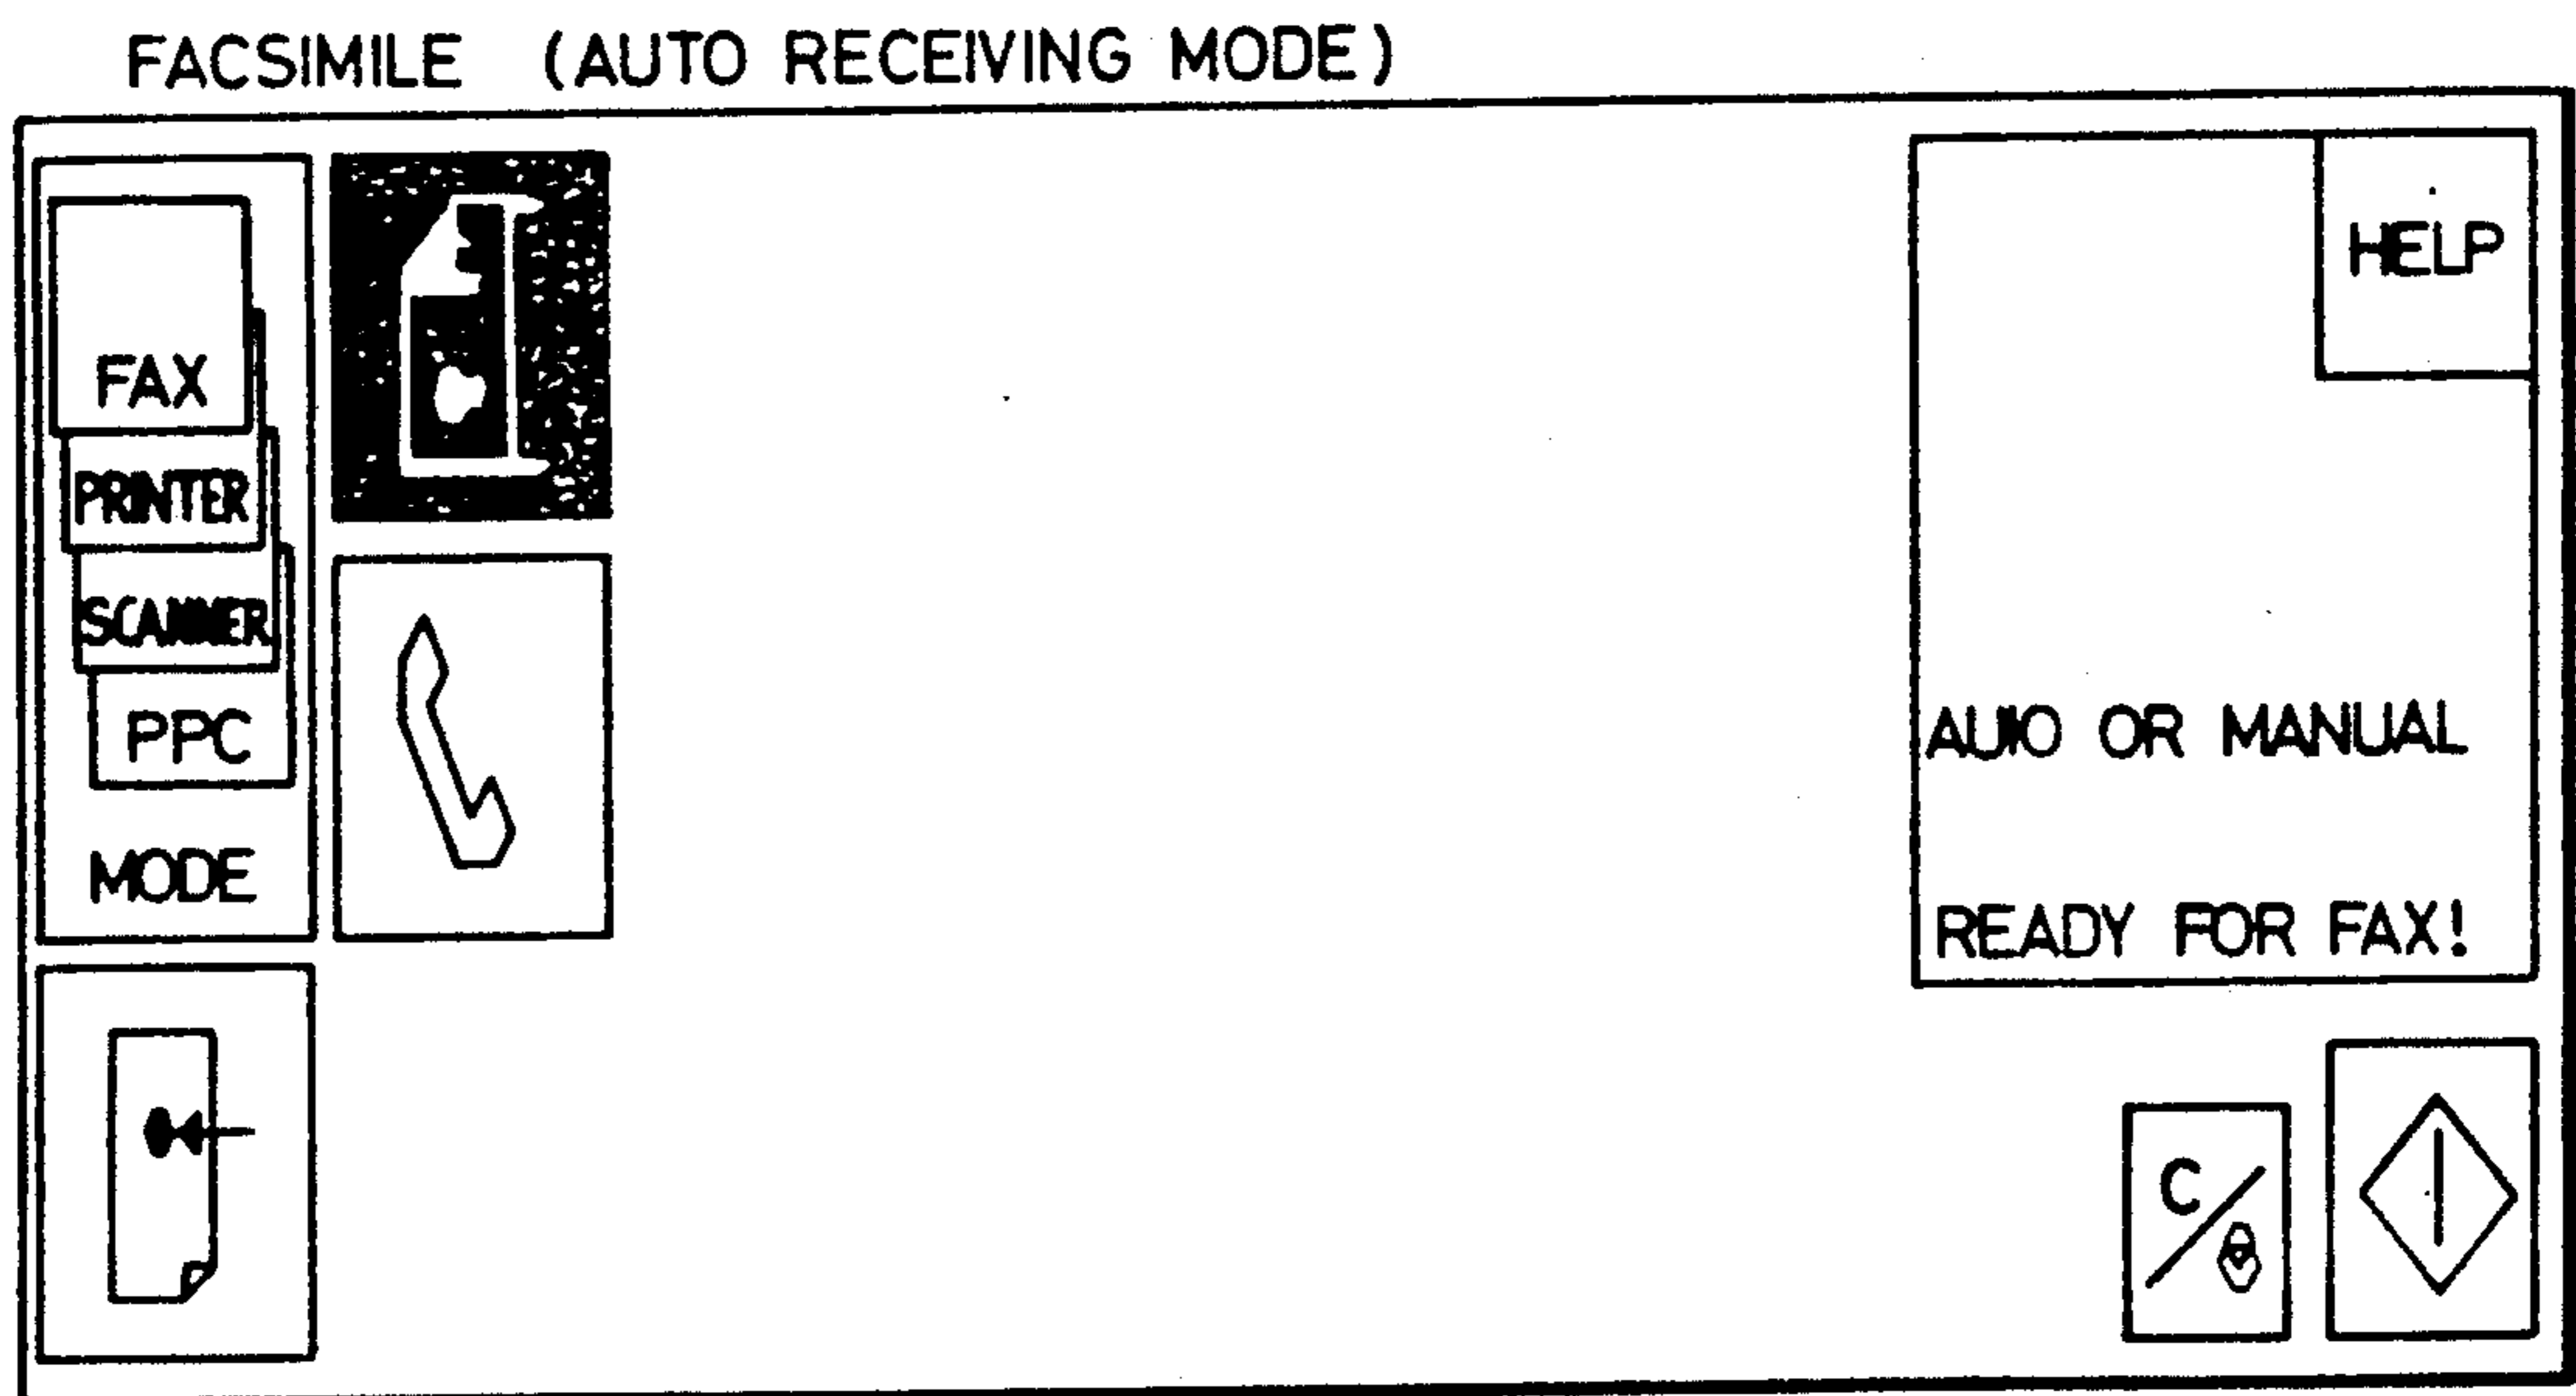 FACSIMILE (AUTO RECEIVING MODE)
FAX
PRINTER
SCANNER
PPC
MODE
HELP
AUIO OR MANUAL
READY FOR FAX!
C